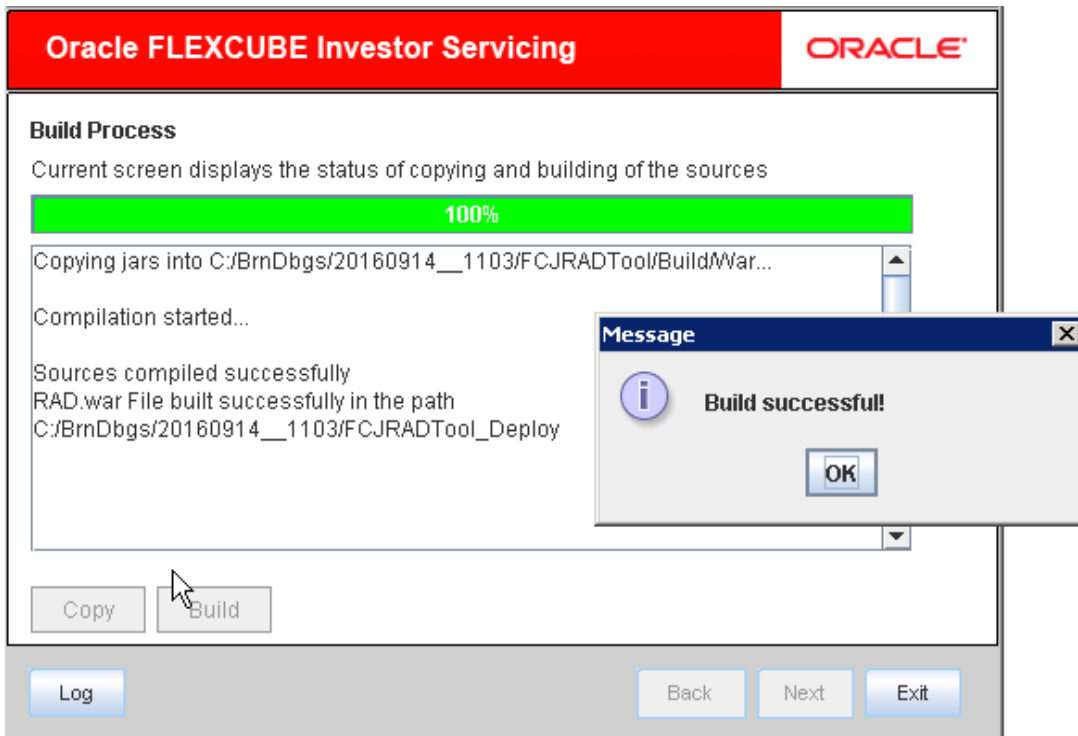 Oracle FLEXCUBE Investor Servicing
ORACLE
Build Process
Current screen displays the status of copying and building of the sources
100%
Copying jars into C:/BrnDbgs/20160914__1103/FCJRADTool/Build/War...
Compilation started...
Sources compiled successfully
RAD.war File built successfully in the path
C:/BrnDbgs/20160914__1103/FCJRADTool_Deploy
Message
i
Build successful!
OK
Copy
Build
Log
Back
Next
Exit